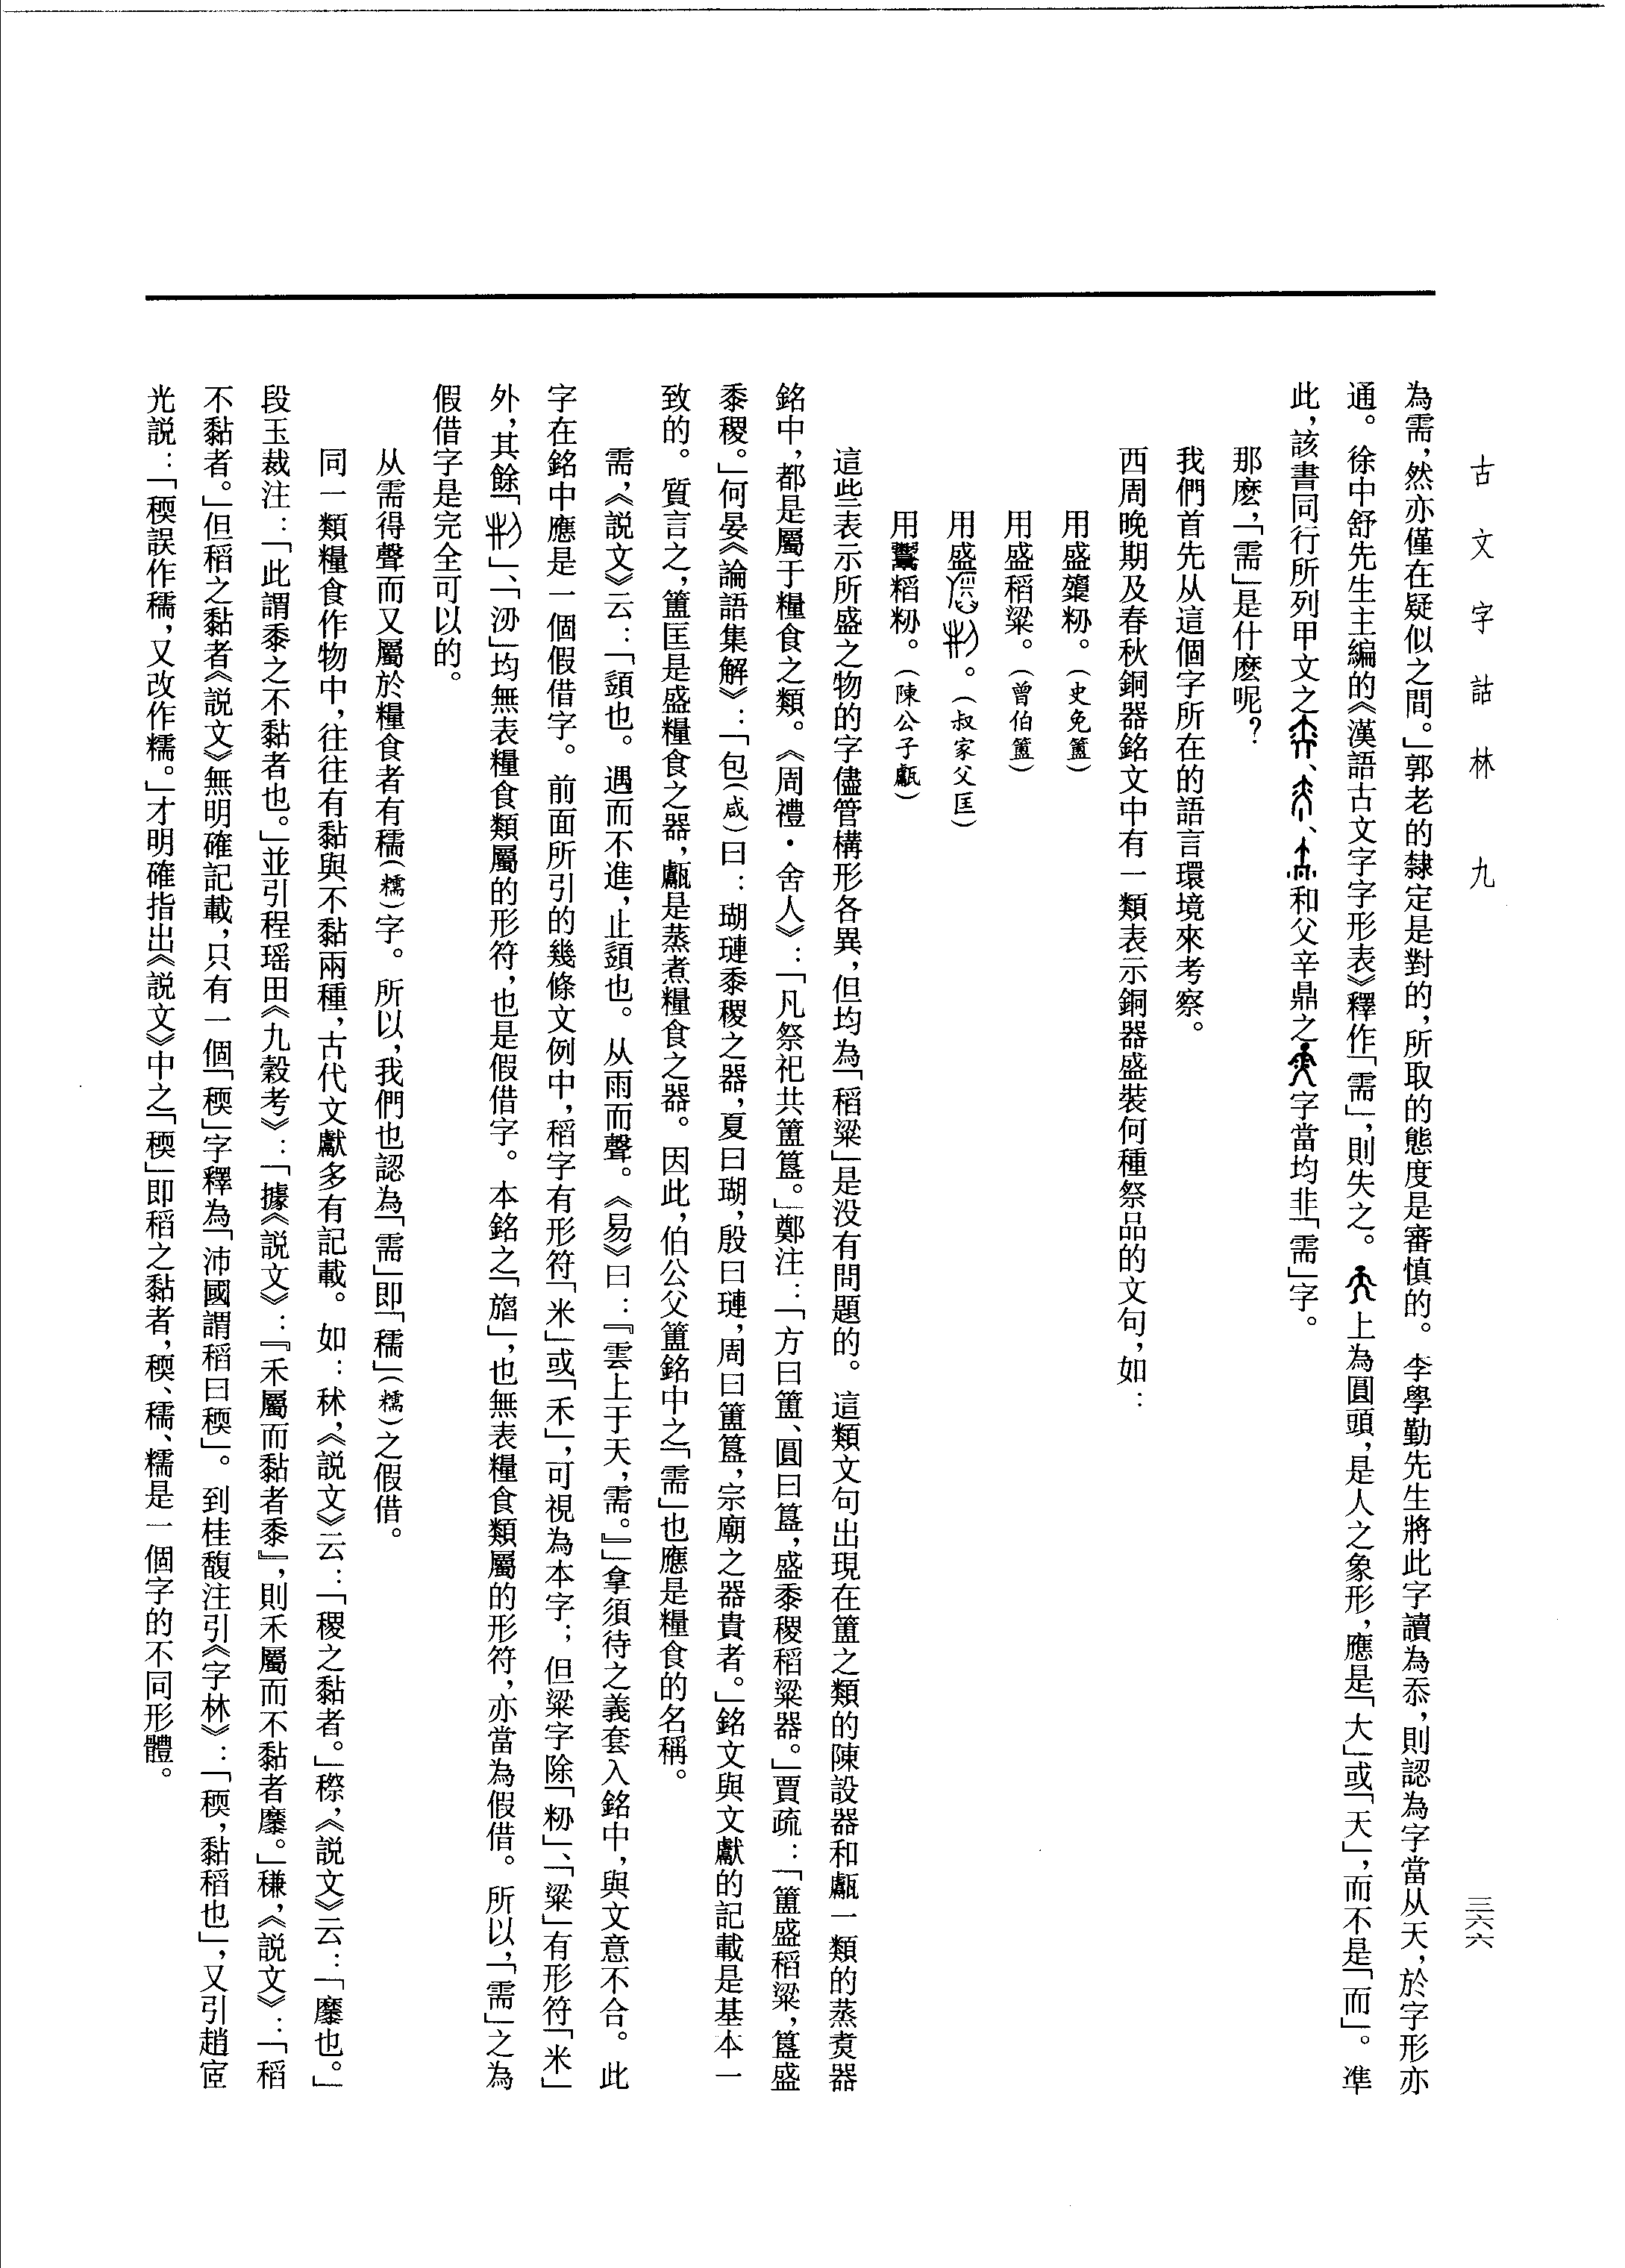 古文字詁林　九
三六六
為需，然亦僅在疑似之間。」郭老的隸定是對的，所取的態度是審慎的。李學勤先生將此字讀為忝，則認為字當从天，於字形亦
通。徐中舒先生主編的《漢語古文字字形表》釋作「需」，則失之。上為圓頭，是人之象形，應是「大」或「天」，而不是「而」。準
此，該書同行所列甲文之、、和父辛鼎之字當均非「需」字。
那麽，「需」是什麽呢？
我們首先从這個字所在的語言環境來考察。
西周晚期及春秋銅器銘文中有一類表示銅器盛裝何種祭品的文句，如：
用盛。（史免簠）
用盛稻粱。（曾伯簠）
用盛。（叔家父匡）
用稻。（陳公子甗）
這些表示所盛之物的字儘管構形各異，但均為「稻粱」是没有問題的。這類文句出現在簠之類的陳設器和甗一類的蒸煑器
銘中，都是屬于糧食之類。《周禮·舍人》：「凡祭祀共簠簋。」鄭注：「方曰簠、圓曰簋，盛黍稷稻粱器。」賈疏：「簠盛稻粱，簋盛
黍稷。」何晏《論語集解》：「包（咸）曰：瑚璉黍稷之器，夏曰瑚，殷曰璉，周曰簠簋，宗廟之器貴者。」銘文與文獻的記載是基本一
致的。質言之，簠匡是盛糧食之器，甗是蒸煮糧食之器。因此，伯公父簠銘中之「需」也應是糧食的名稱。
需，《説文》云：「䇓也。遇而不進，止䇓也。从雨而聲。《易》曰：『雲上于天，需。』」拿須待之義套入銘中，與文意不合。此
字在銘中應是一個假借字。前面所引的幾條文例中，稻字有形符「米」或「禾」，可視為本字；但粱字除「」、「粱」有形符「米」
外，其餘「」、「」均無表糧食類屬的形符，也是假借字。本銘之「」，也無表糧食類屬的形符，亦當為假借。所以，「需」之為
假借字是完全可以的。
从需得聲而又屬於糧食者有穤（糯）字。所以，我們也認為「需」即「穤」（糯）之假借。
同一類糧食作物中，往往有黏與不黏兩種，古代文獻多有記載。如：秫，《説文》云：「稷之黏者。」穄，《説文》云：「䵚也。」
段玉裁注：「此謂黍之不黏者也。」並引程瑶田《九穀考》：「據《説文》：『禾屬而黏者黍』，則禾屬而不黏者䵚。」稴，《説文》：「稻
不黏者。」但稻之黏者《説文》無明確記載，只有一個「稬」字釋為「沛國謂稻曰稬」。到桂馥注引《字林》：「稬，黏稻也」，又引趙宧
光説：「稬誤作穤，又改作糯。」才明確指出《説文》中之「稬」即稻之黏者，稬、穤、糯是一個字的不同形體。